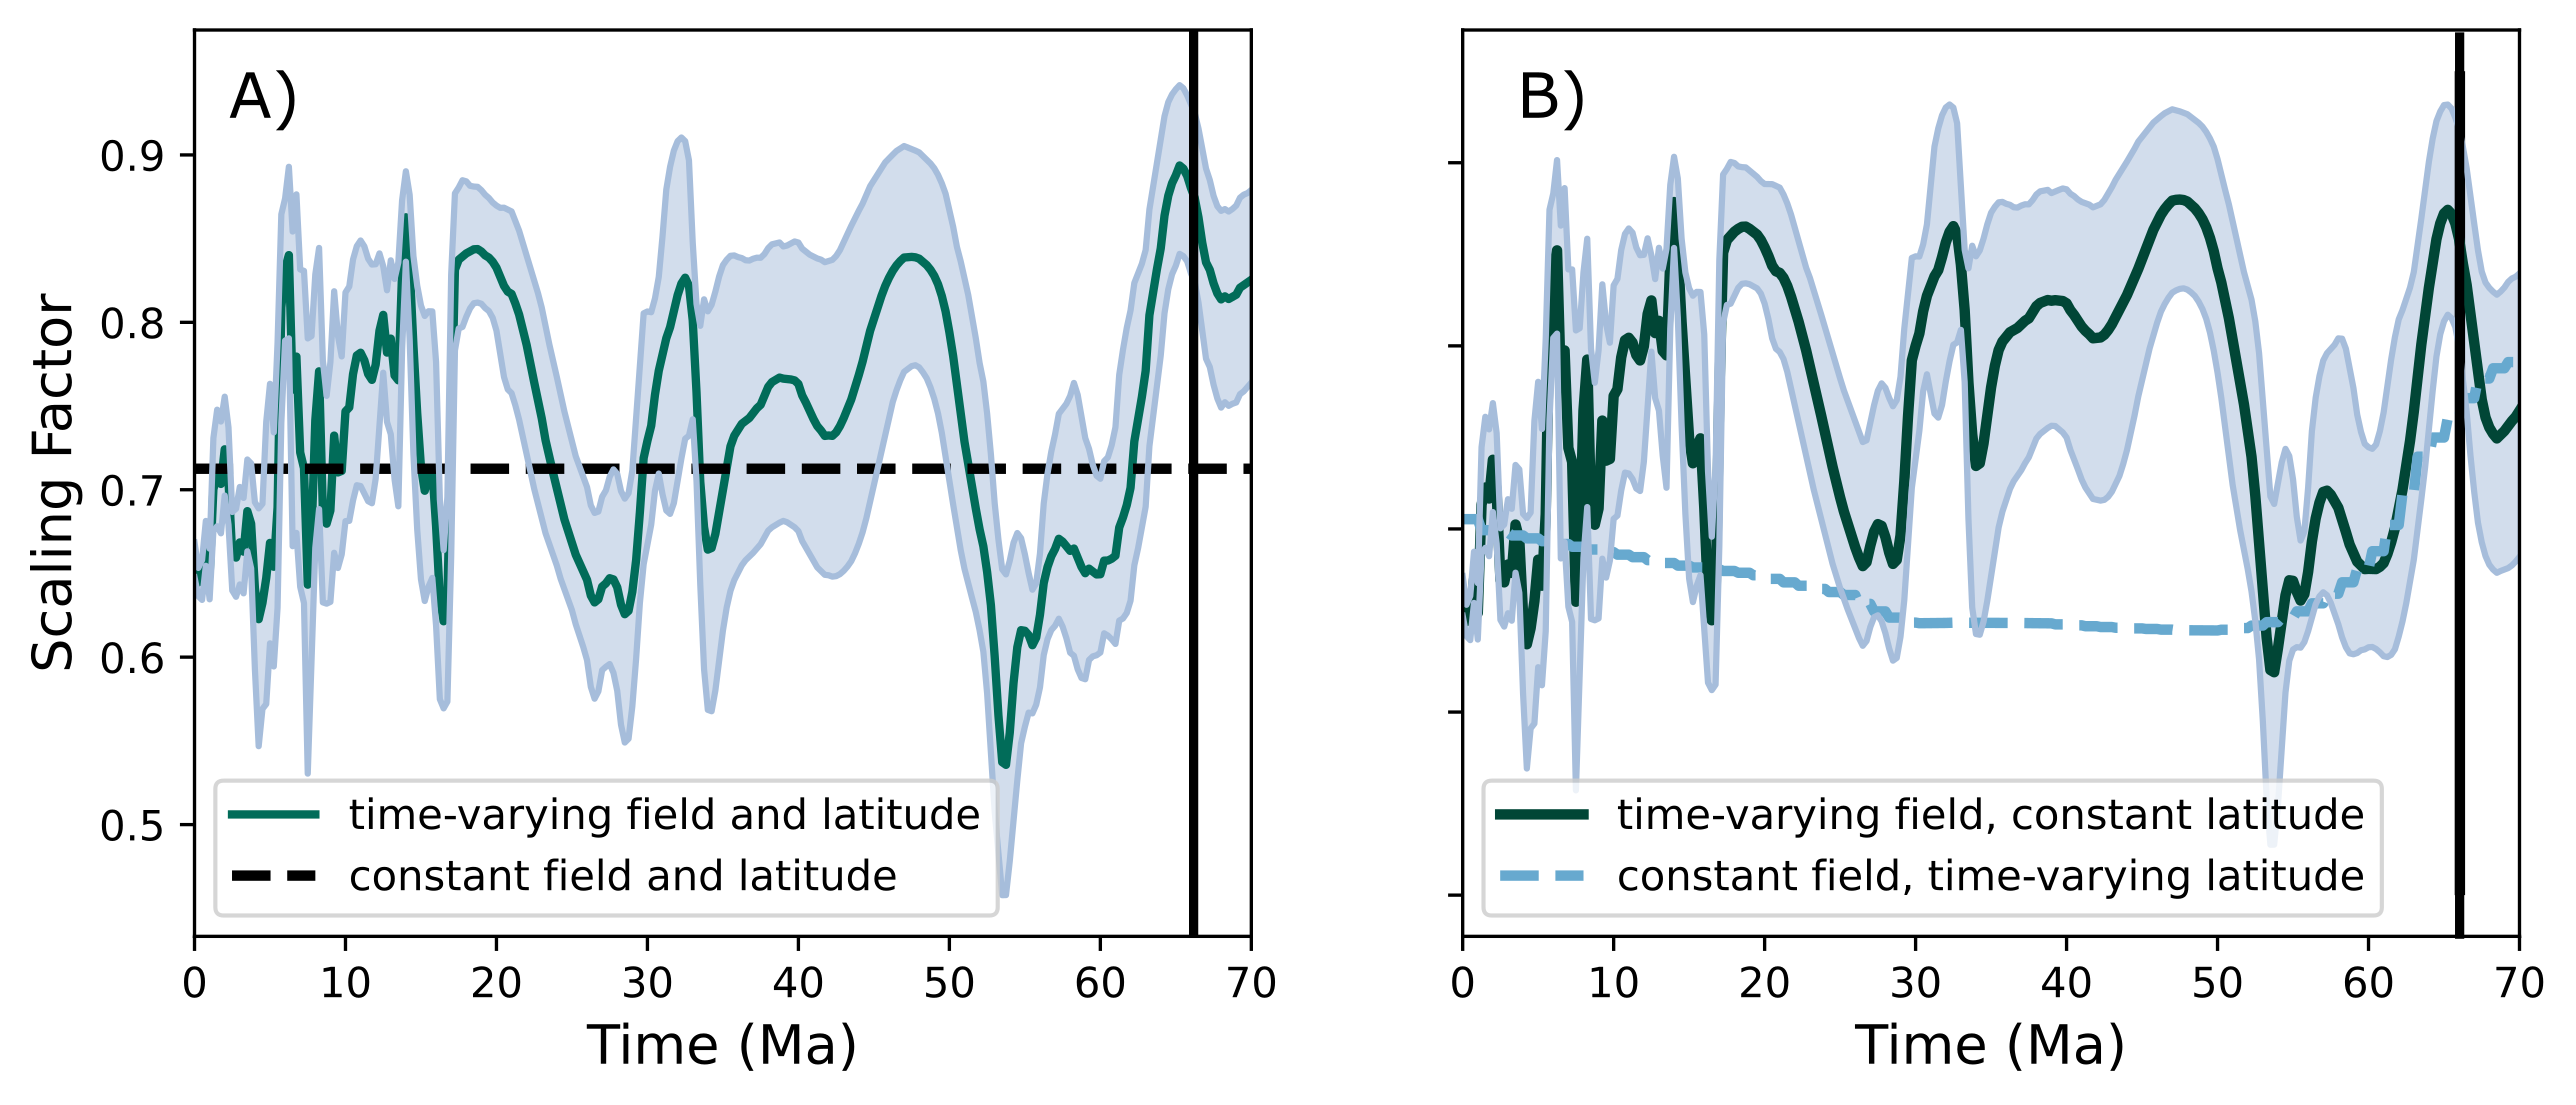 A)
B)
Scaling Factor
0.9
0.8
0.7
0.6
0.5
time-varying field and latitude
constant field and latitude
time-varying field, constant latitude
constant field, time-varying latitude
0 10 20 30 40 50 60 70
0 10 20 30 40 50 60 70
Time (Ma)
Time (Ma)